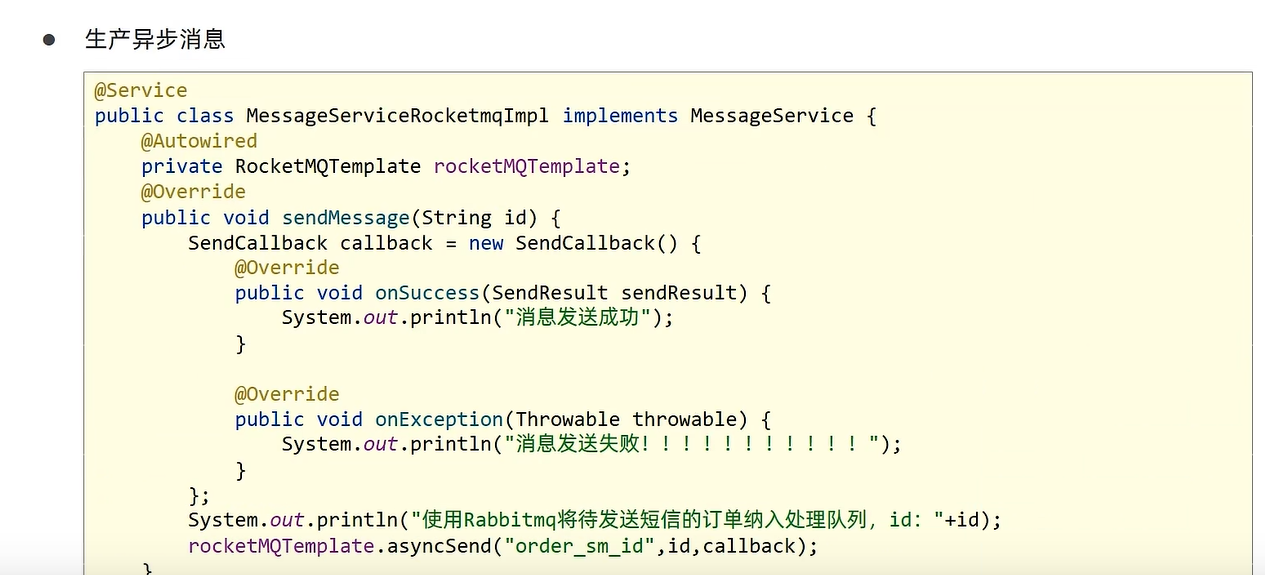 ● 生产异步消息
@Service
public class MessageServiceRocketmqImpl implements MessageService {
    @Autowired
    private RocketMQTemplate rocketMQTemplate;
    @Override
    public void sendMessage(String id) {
        SendCallback callback = new SendCallback() {
            @Override
            public void onSuccess(SendResult sendResult) {
                System.out.println("消息发送成功");
            }

            @Override
            public void onException(Throwable throwable) {
                System.out.println("消息发送失败!!!!!!!!!!!");
            }
        };
        System.out.println("使用Rabbitmq将待发送短信的订单纳入处理队列，id："+id);
        rocketMQTemplate.asyncSend("order_sm_id",id,callback);
    }